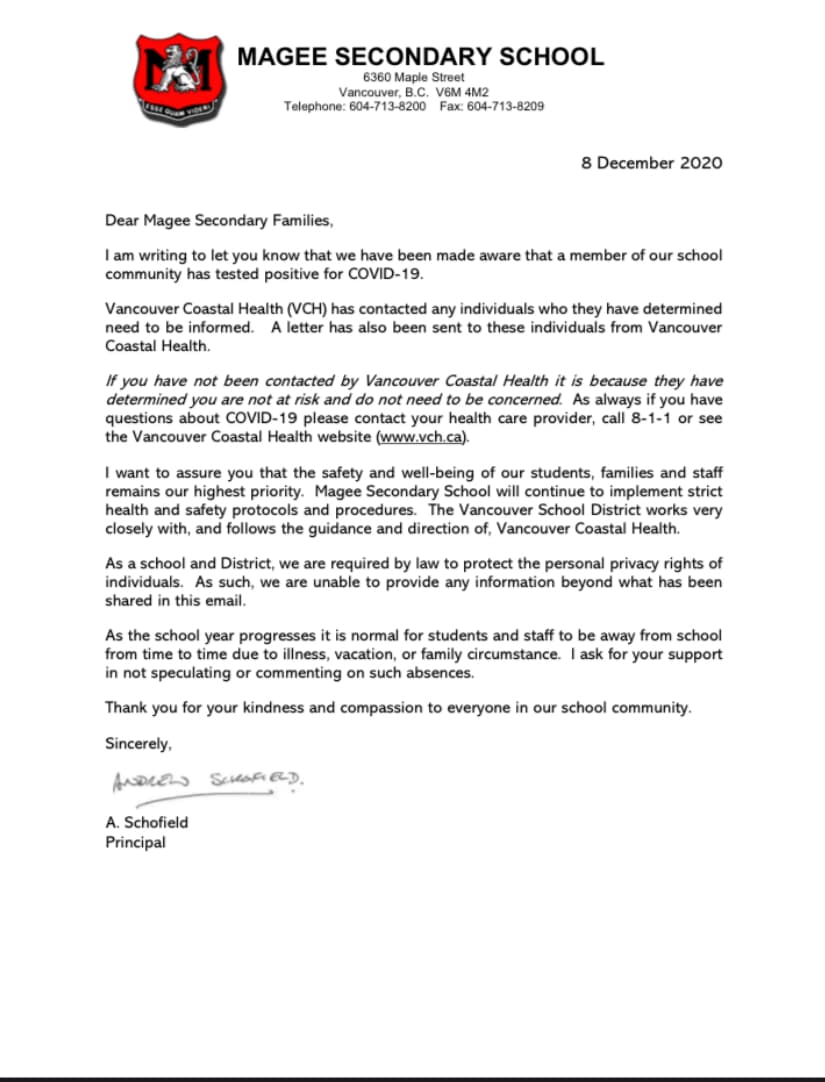 MAGEE SECONDARY SCHOOL
6360 Maple Street
Vancouver, B.C. V6M 4M2
Telephone: 604-713-8200 Fax: 604-713-8209
ESSE QUAM VIDERI
8 December 2020
Dear Magee Secondary Families,
I am writing to let you know that we have been made aware that a member of our school
community has tested positive for COVID-19.
Vancouver Coastal Health (VCH) has contacted any individuals who they have determined
need to be informed. A letter has also been sent to these individuals from Vancouver
Coastal Health.
If you have not been contacted by Vancouver Coastal Health it is because they have
determined you are not at risk and do not need to be concerned. As always if you have
questions about COVID-19 please contact your health care provider, call 8-1-1 or see
the Vancouver Coastal Health website (www.vch.ca).
I want to assure you that the safety and well-being of our students, families and staff
remains our highest priority. Magee Secondary School will continue to implement strict
health and safety protocols and procedures. The Vancouver School District works very
closely with, and follows the guidance and direction of, Vancouver Coastal Health.
As a school and District, we are required by law to protect the personal privacy rights of
individuals. As such, we are unable to provide any information beyond what has been
shared in this email.
As the school year progresses it is normal for students and staff to be away from school
from time to time due to illness, vacation, or family circumstance. I ask for your support
in not speculating or commenting on such absences.
Thank you for your kindness and compassion to everyone in our school community.
Sincerely,
ANDREW SCHOFIELD.
A. Schofield
Principal